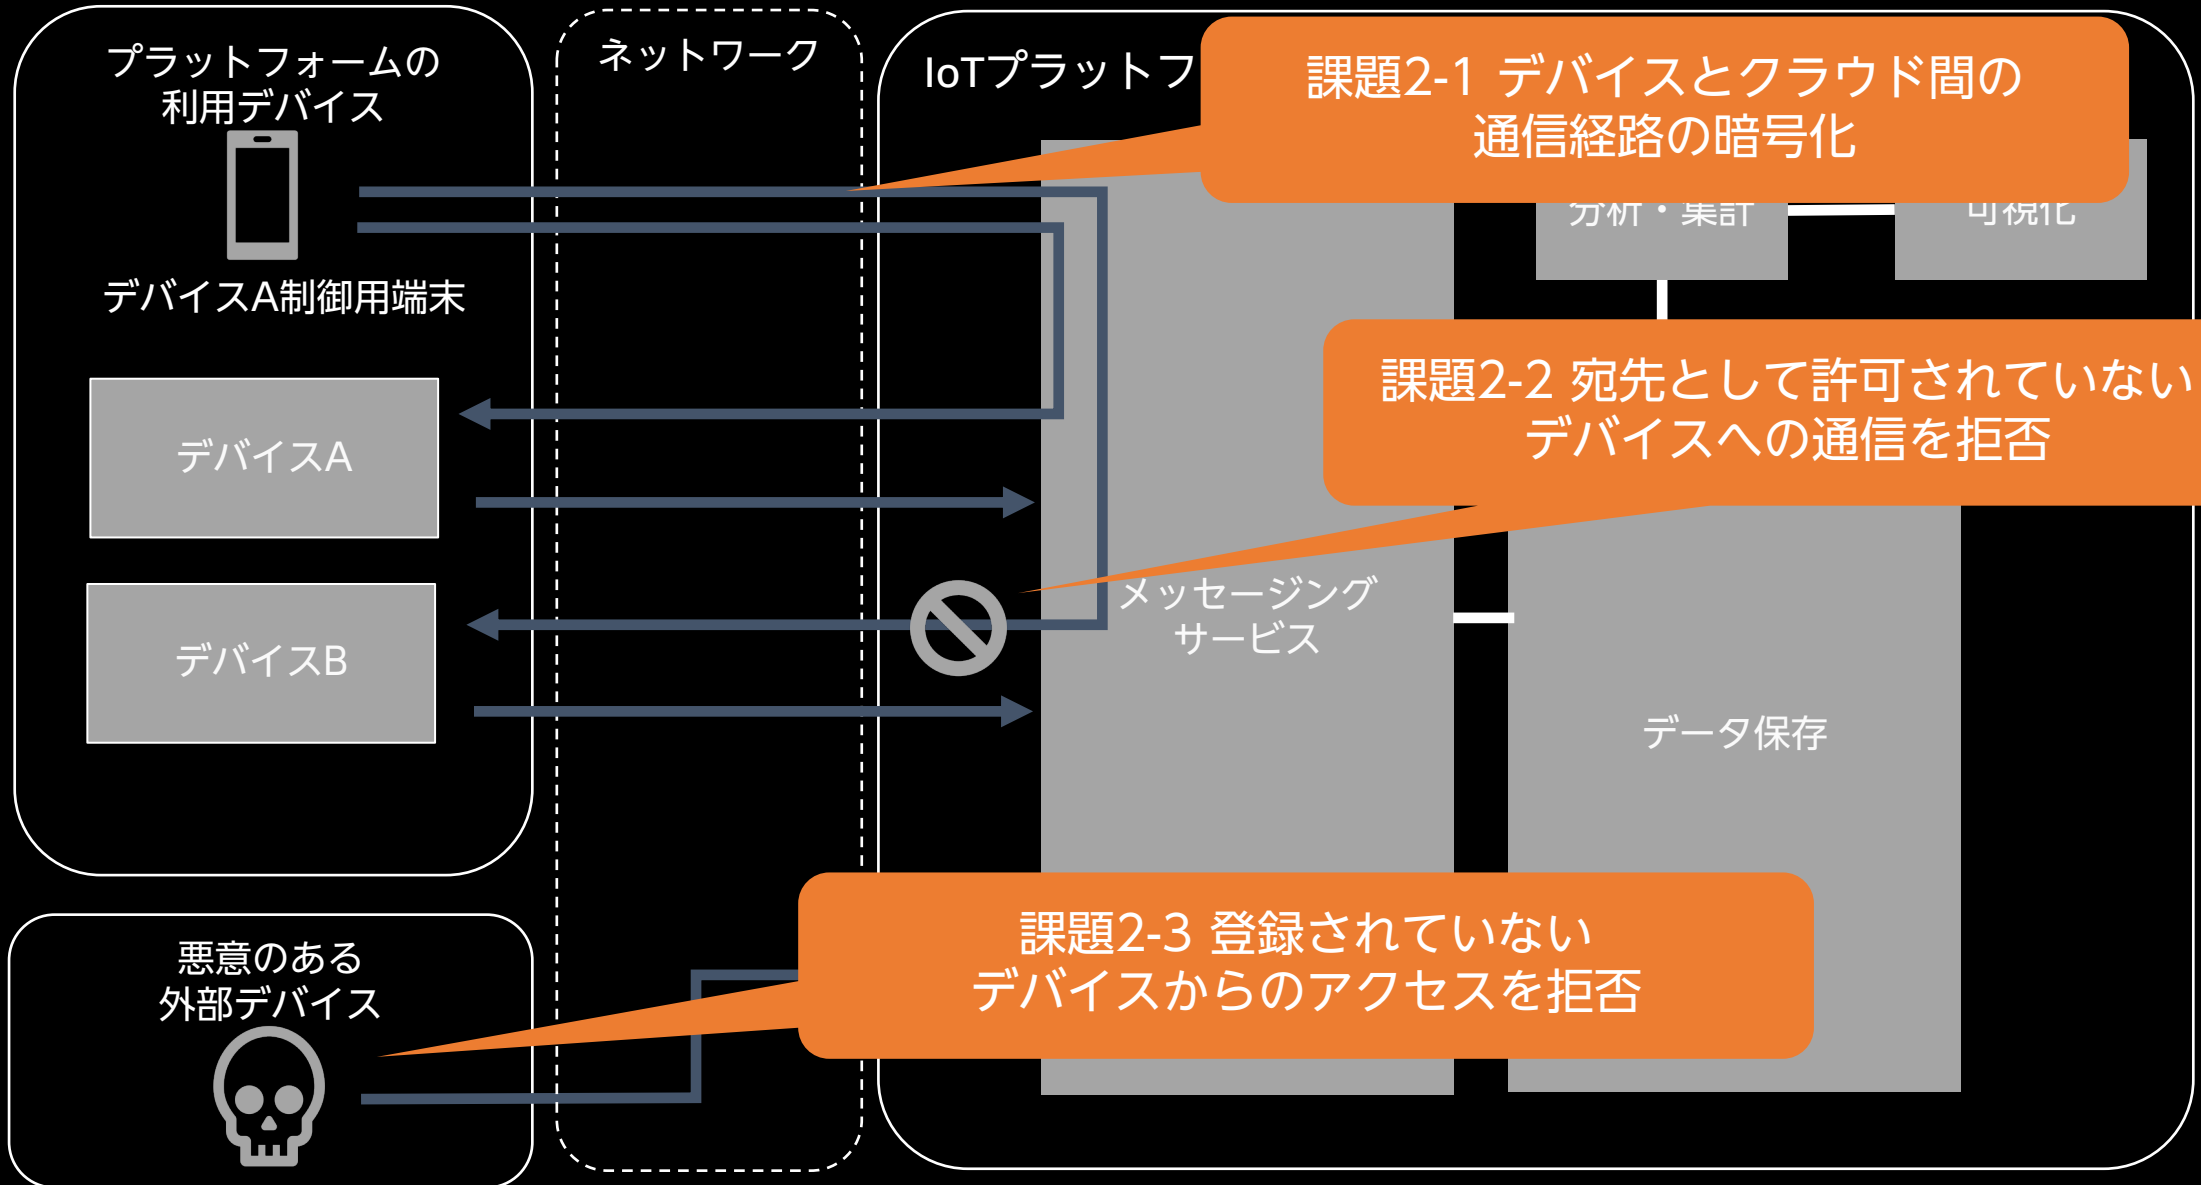 プラットフォームの
利用デバイス
デバイスA制御用端末
デバイスA
デバイスB
悪意のある
外部デバイス
ネットワーク
IoTプラットフ
課題2-1 デバイスとクラウド間の
通信経路の暗号化
分析・集計
可視化
課題2-2 宛先として許可されていない
デバイスへの通信を拒否
メッセージング
サービス
データ保存
課題2-3 登録されていない
デバイスからのアクセスを拒否